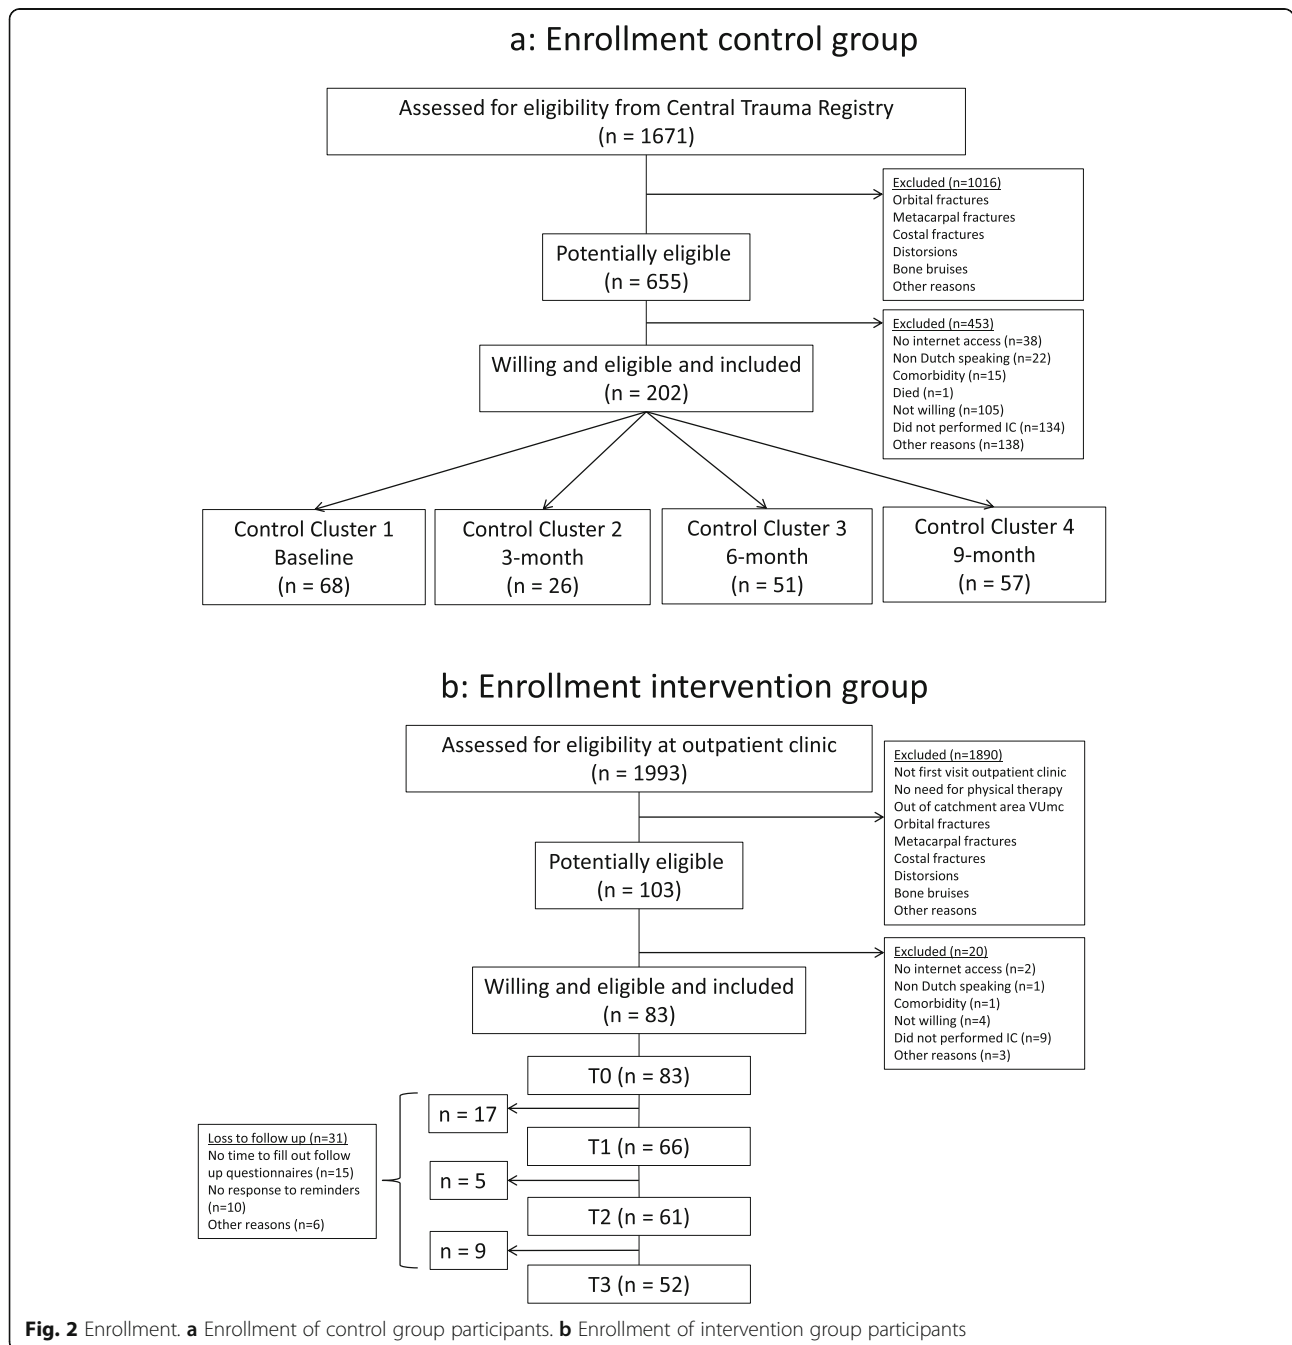 a: Enrollment control group
Assessed for eligibility from Central Trauma Registry
(n = 1671)
Excluded (n=1016)
Orbital fractures
Metacarpal fractures
Costal fractures
Distorsions
Bone bruises
Other reasons
Potentially eligible
(n = 655)
Excluded (n=453)
No internet access (n=38)
Non Dutch speaking (n=22)
Comorbidity (n=15)
Died (n=1)
Not willing (n=105)
Did not performed IC (n=134)
Other reasons (n=138)
Willing and eligible and included
(n = 202)
Control Cluster 1
Baseline
(n = 68)
Control Cluster 2
3-month
(n = 26)
Control Cluster 3
6-month
(n = 51)
Control Cluster 4
9-month
(n = 57)
b: Enrollment intervention group
Assessed for eligibility at outpatient clinic
(n = 1993)
Excluded (n=1890)
Not first visit outpatient clinic
No need for physical therapy
Out of catchment area VUmc
Orbital fractures
Metacarpal fractures
Costal fractures
Distorsions
Bone bruises
Other reasons
Potentially eligible
(n = 103)
Excluded (n=20)
No internet access (n=2)
Non Dutch speaking (n=1)
Comorbidity (n=1)
Not willing (n=4)
Did not performed IC (n=9)
Other reasons (n=3)
Willing and eligible and included
(n = 83)
T0 (n = 83)
n = 17
T1 (n = 66)
Loss to follow up (n=31)
No time to fill out follow
up questionnaires (n=15)
No response to reminders
(n=10)
Other reasons (n=6)
n = 5
T2 (n = 61)
n = 9
T3 (n = 52)
Fig. 2 Enrollment. a Enrollment of control group participants. b Enrollment of intervention group participants